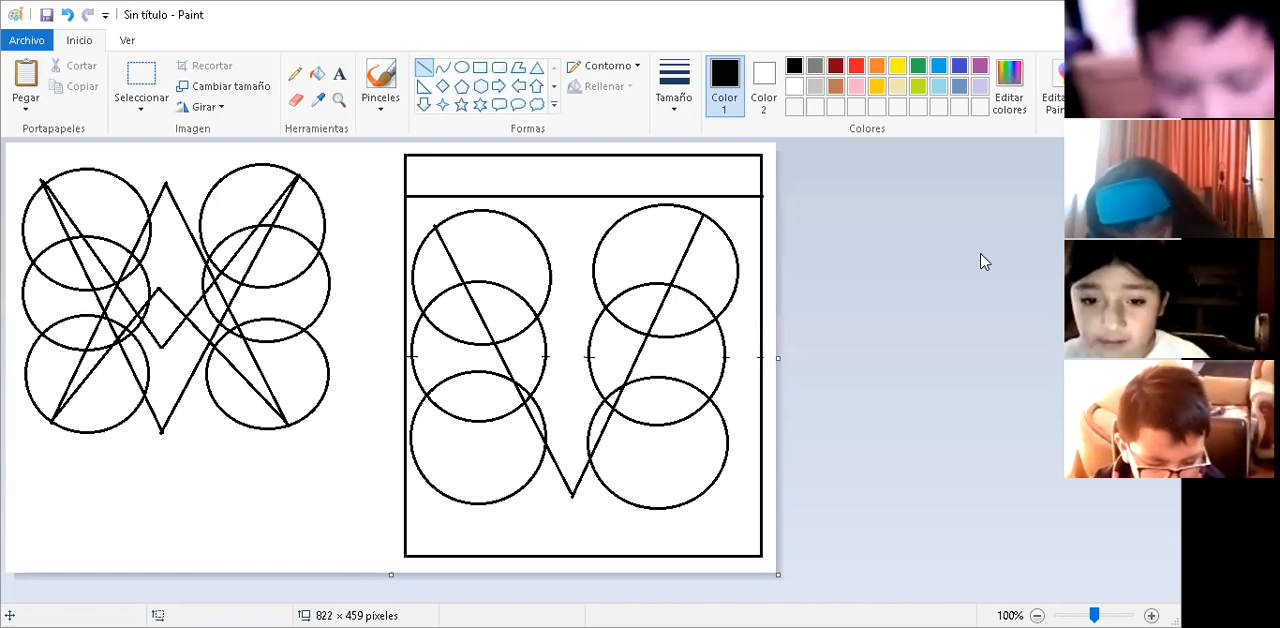 Sin título - Paint
Archivo Inicio Ver
Pegar
Cortar
Copiar
Portapapeles
Seleccionar
Recortar
Cambiar tamaño
Girar
Imagen
A
Herramientas
Pinceles
Contorno
Rellenar
Formas
Tamaño
Color
1
Color
2
Editar
colores
Colores
822 × 459 píxeles
100%